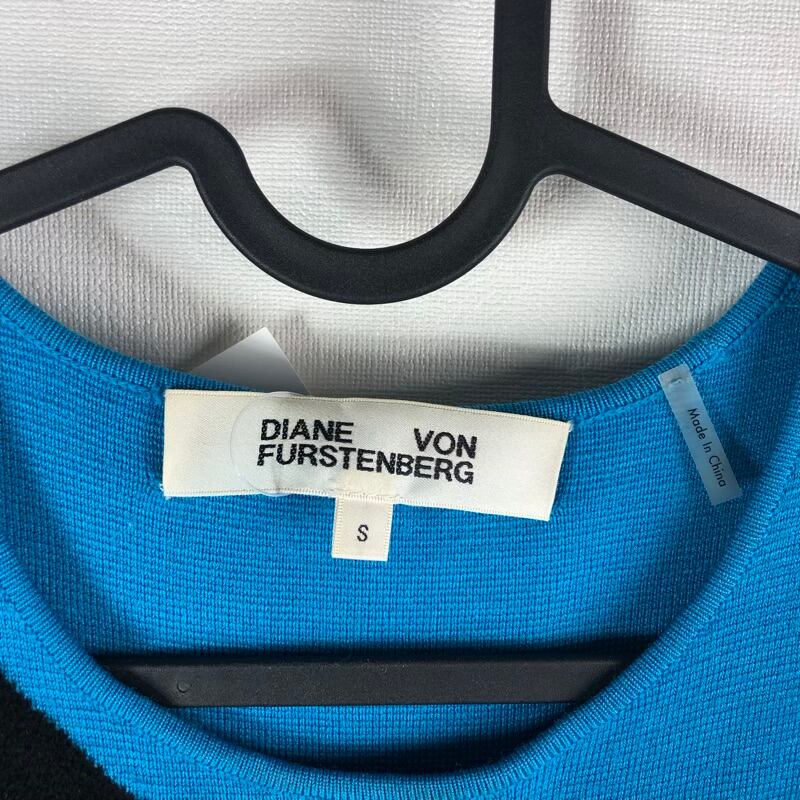 DIANE VON
FURSTENBERG
S
Made In China